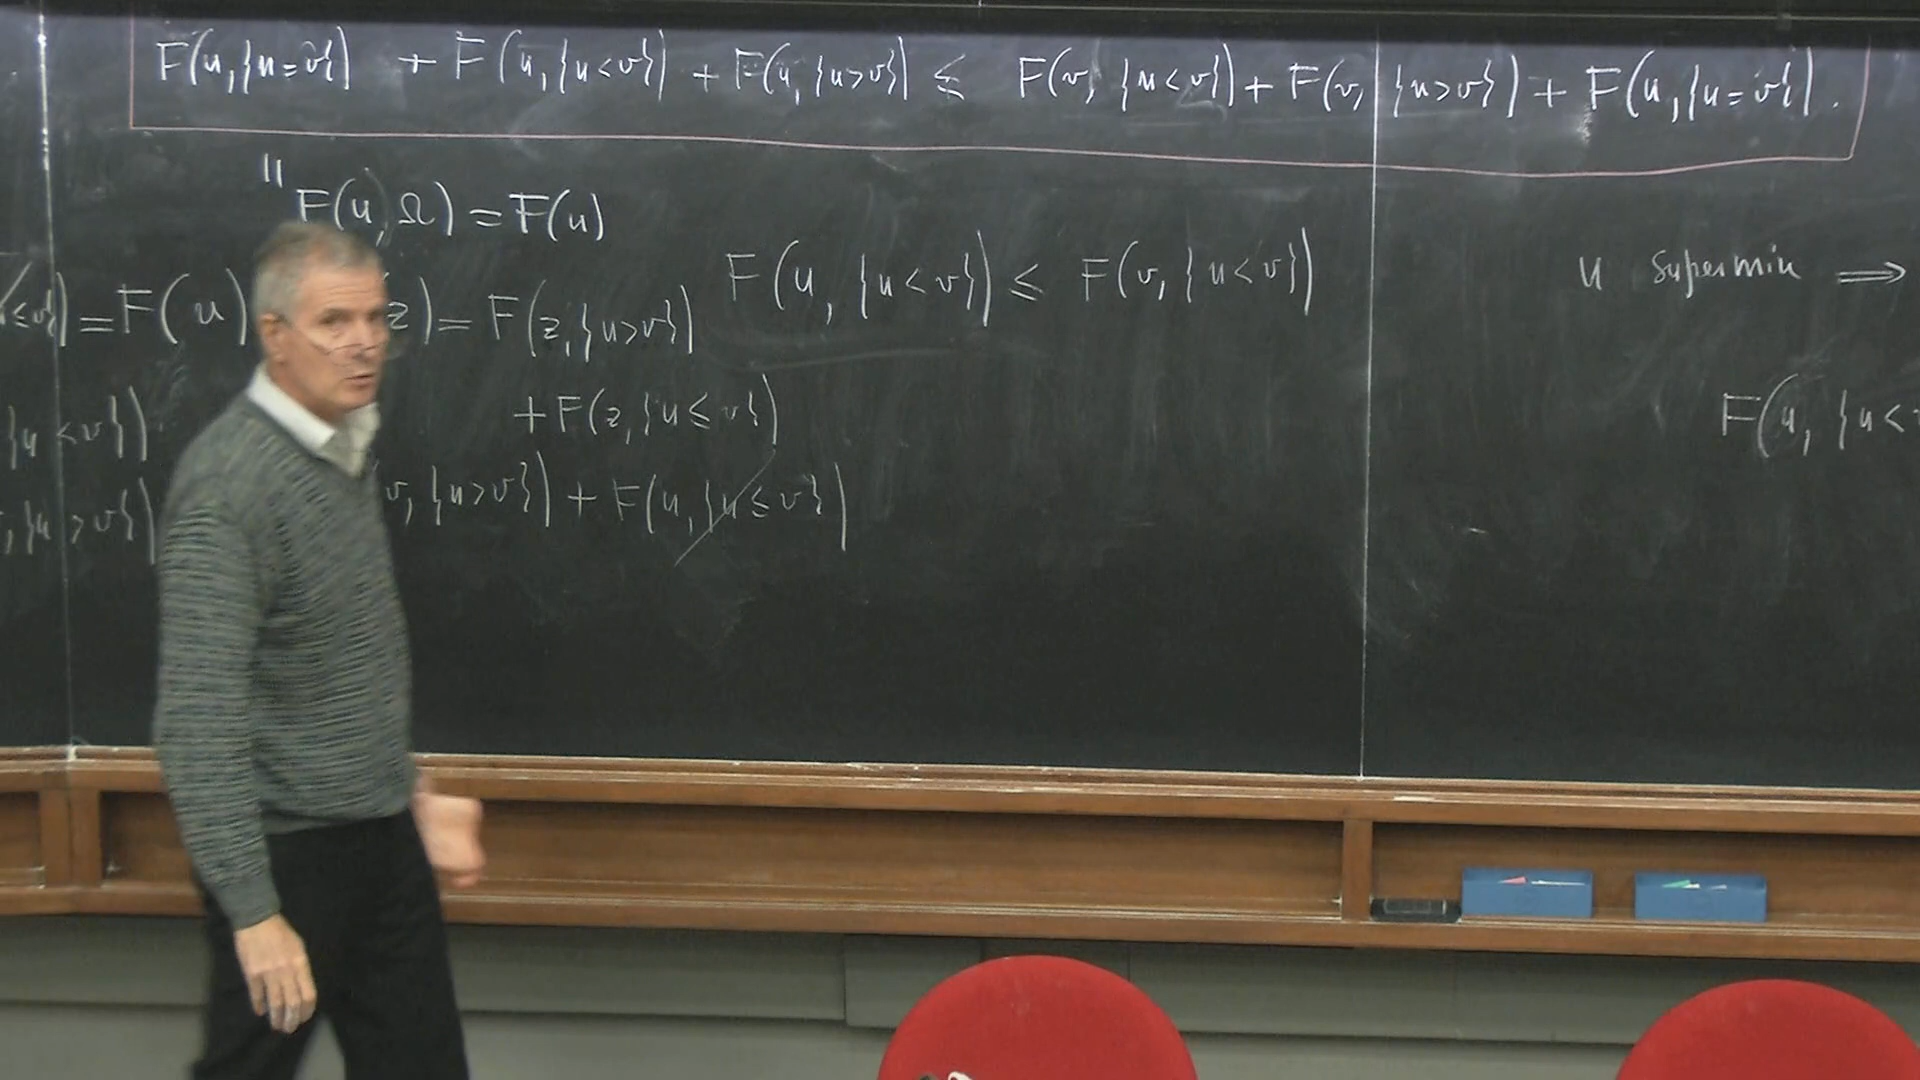 F(u,{u=v}) + F(u,{u<v}) + F(u,{u>v}) ≤ F(v,{u<v}) + F(v,{u>v}) + F(u,{u=v}).
" F(u,Ω) = F(u)
F(u, {u<v}) ≤ F(v, {u<v})
u supermin ⟹
≤v}) = F(u) z) = F(z,{u>v})
+ F(z,{u≤v})
F(u, {u<
{u<v})
,{u>v}) v,{u>v}) + F(u,{u≤v})